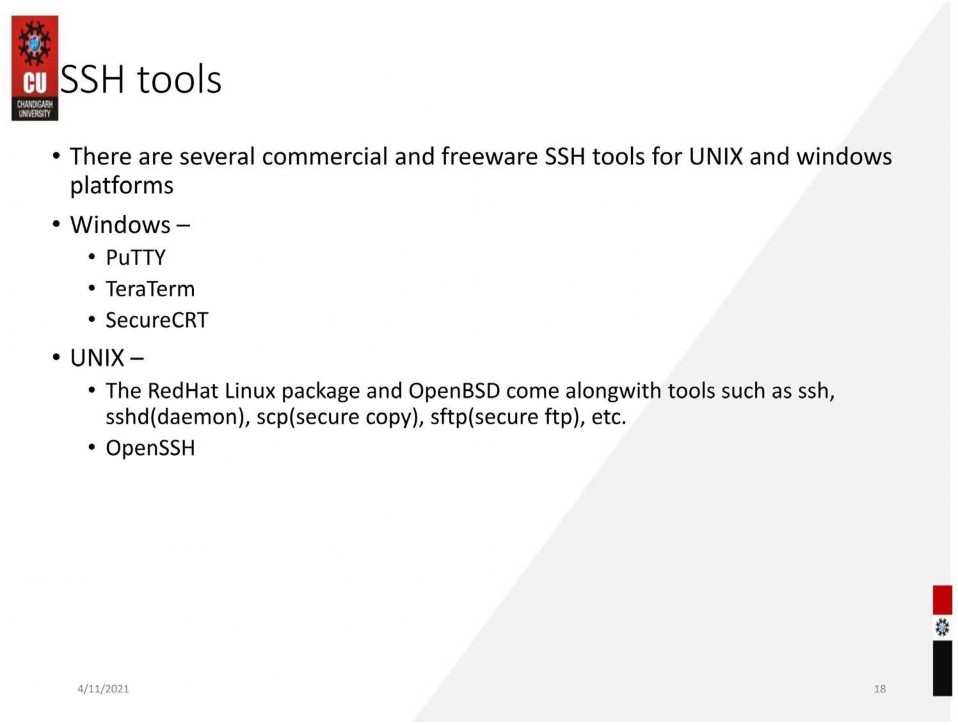 CU
CHANDIGARH
UNIVERSITY
SSH tools
• There are several commercial and freeware SSH tools for UNIX and windows
platforms
• Windows –
• PuTTY
• TeraTerm
• SecureCRT
• UNIX –
• The RedHat Linux package and OpenBSD come alongwith tools such as ssh,
sshd(daemon), scp(secure copy), sftp(secure ftp), etc.
• OpenSSH
4/11/2021
18